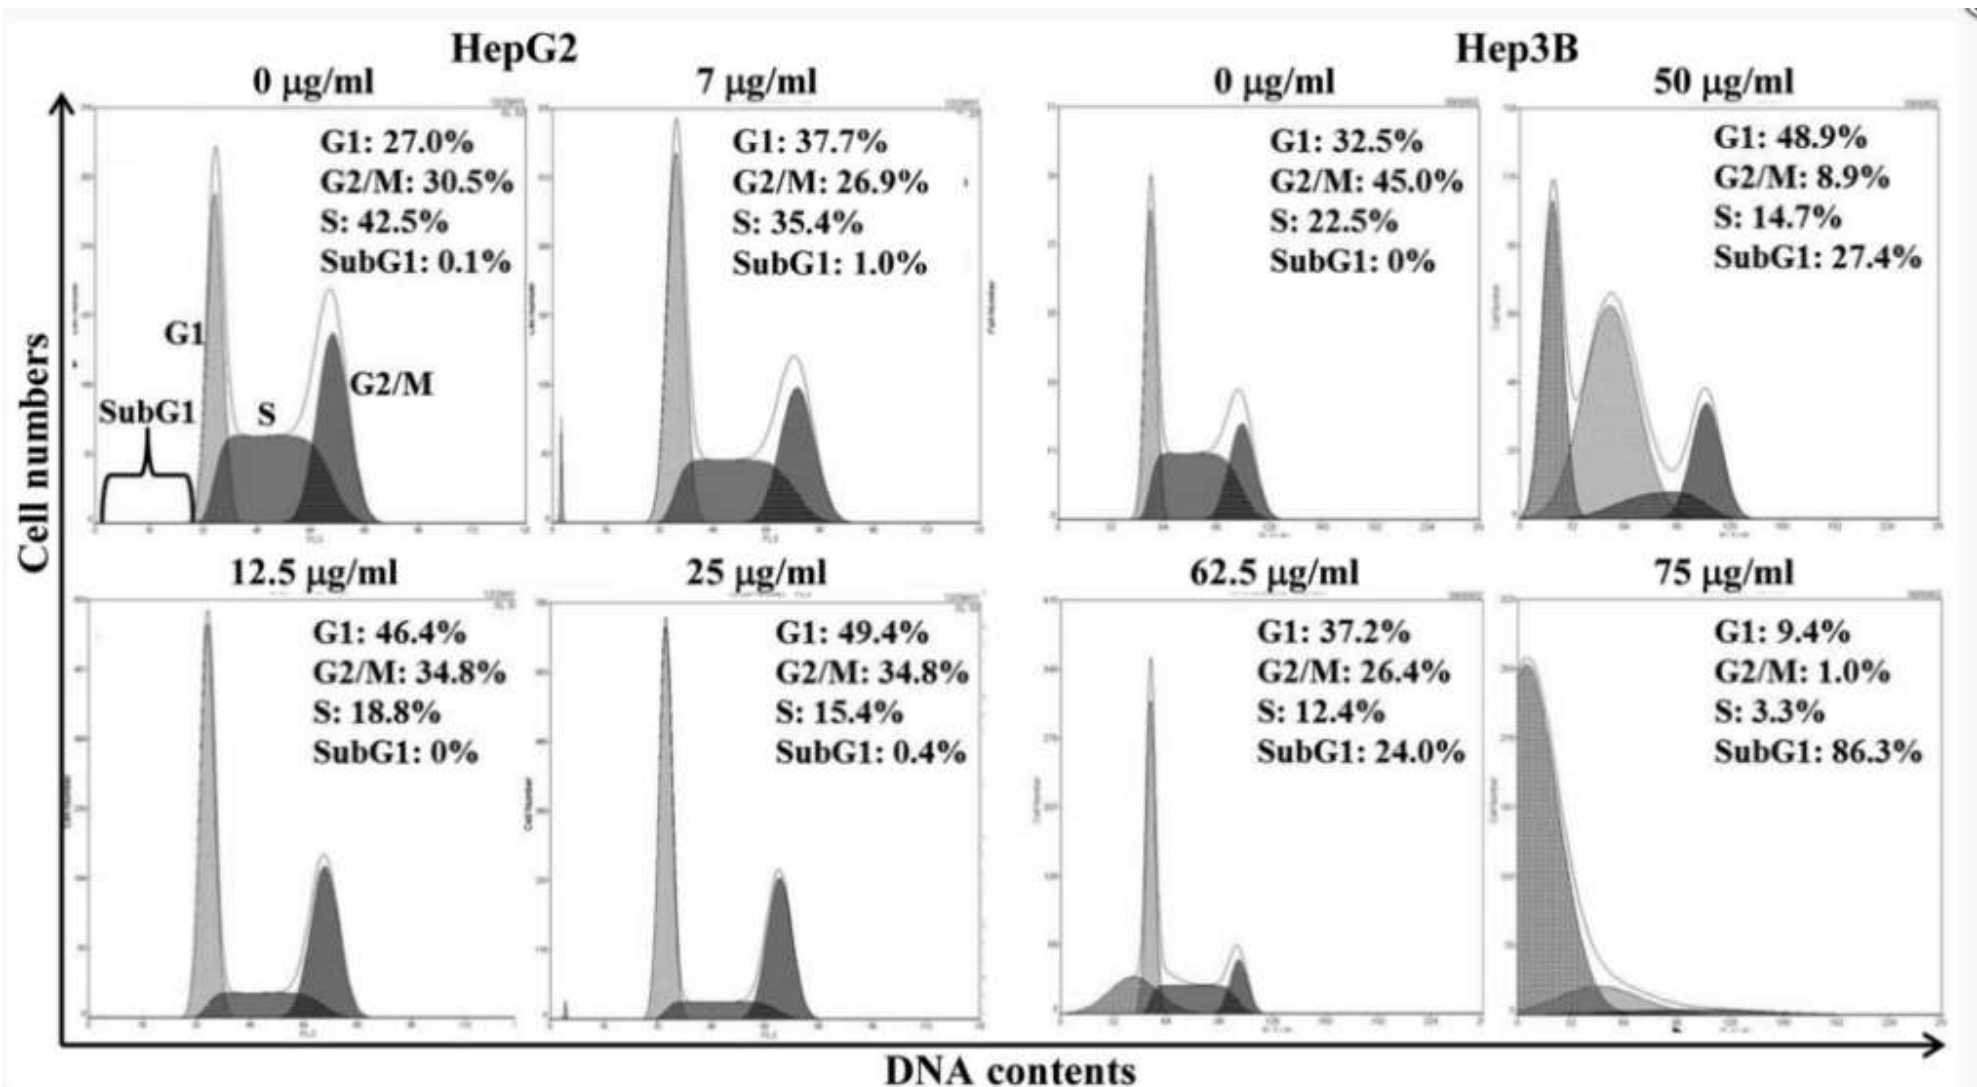 HepG2
Hep3B
0 μg/ml
7 μg/ml
0 μg/ml
50 μg/ml
G1: 27.0%
G2/M: 30.5%
S: 42.5%
SubG1: 0.1%
G1
SubG1
S
G2/M
G1: 37.7%
G2/M: 26.9%
S: 35.4%
SubG1: 1.0%
G1: 32.5%
G2/M: 45.0%
S: 22.5%
SubG1: 0%
G1: 48.9%
G2/M: 8.9%
S: 14.7%
SubG1: 27.4%
Cell numbers
12.5 μg/ml
25 μg/ml
62.5 μg/ml
75 μg/ml
G1: 46.4%
G2/M: 34.8%
S: 18.8%
SubG1: 0%
G1: 49.4%
G2/M: 34.8%
S: 15.4%
SubG1: 0.4%
G1: 37.2%
G2/M: 26.4%
S: 12.4%
SubG1: 24.0%
G1: 9.4%
G2/M: 1.0%
S: 3.3%
SubG1: 86.3%
DNA contents